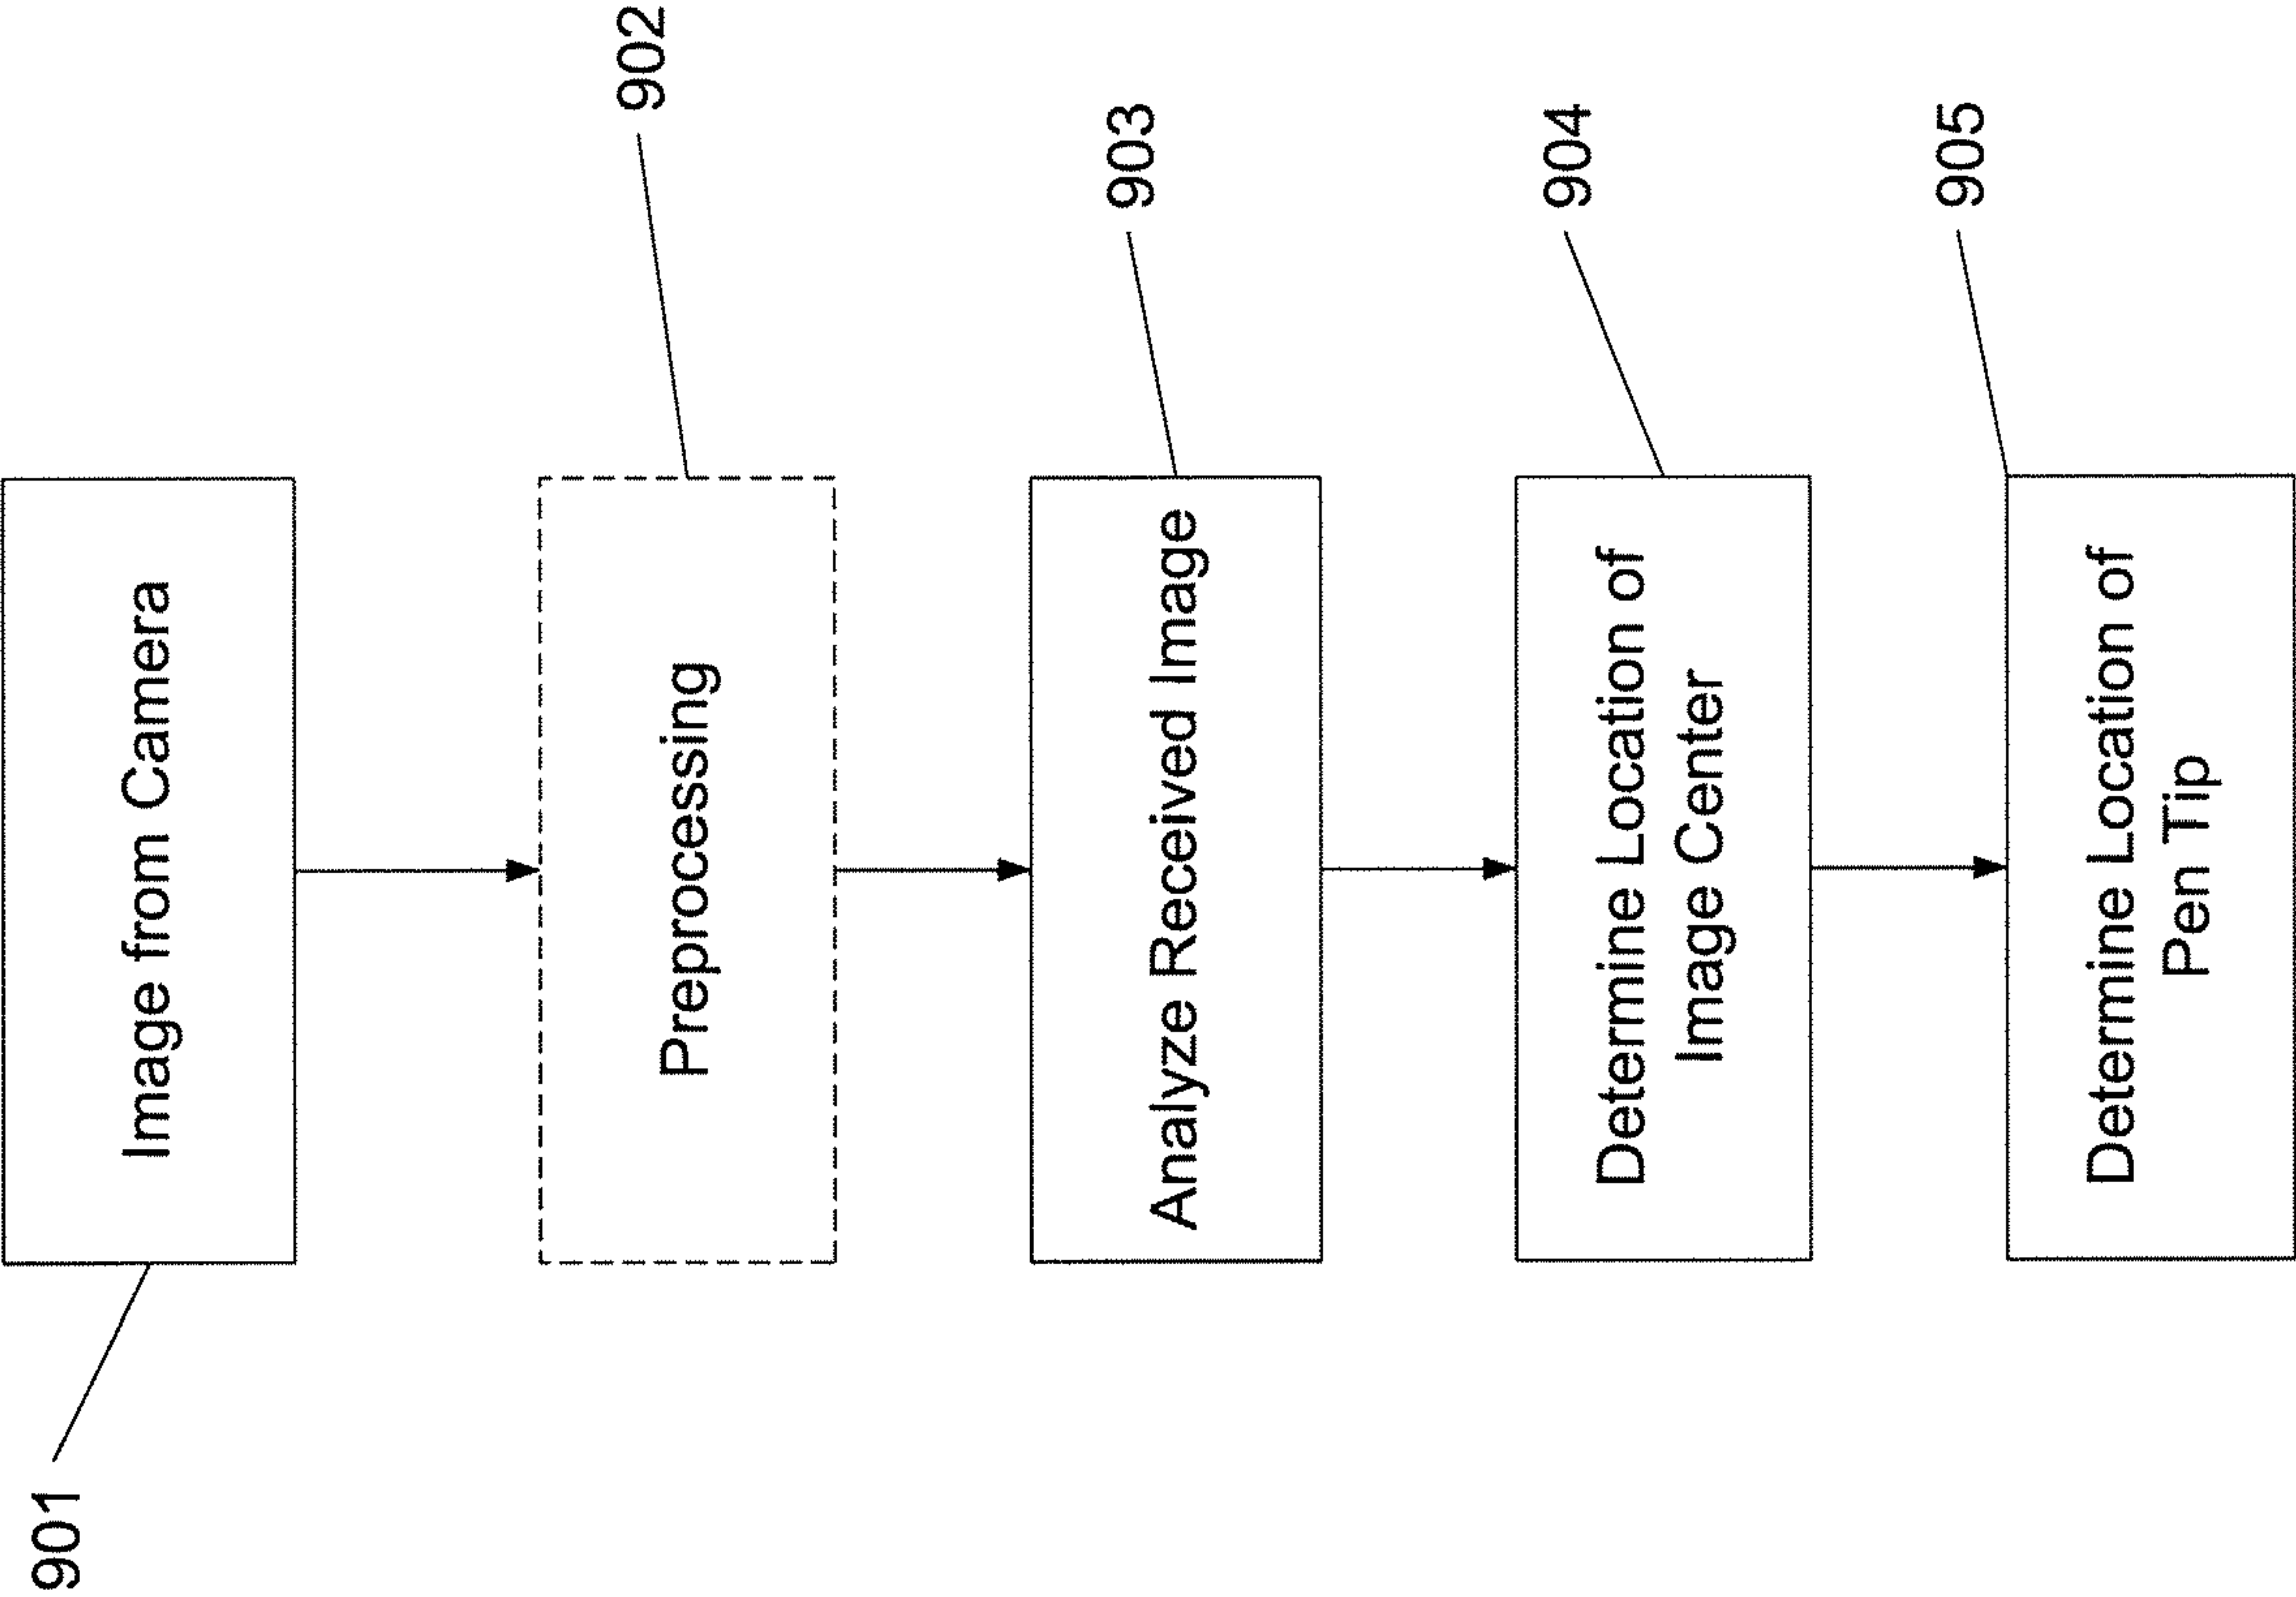 901
Image from Camera
902
Preprocessing
903
Analyze Received Image
904
Determine Location of
Image Center
905
Determine Location of
Pen Tip